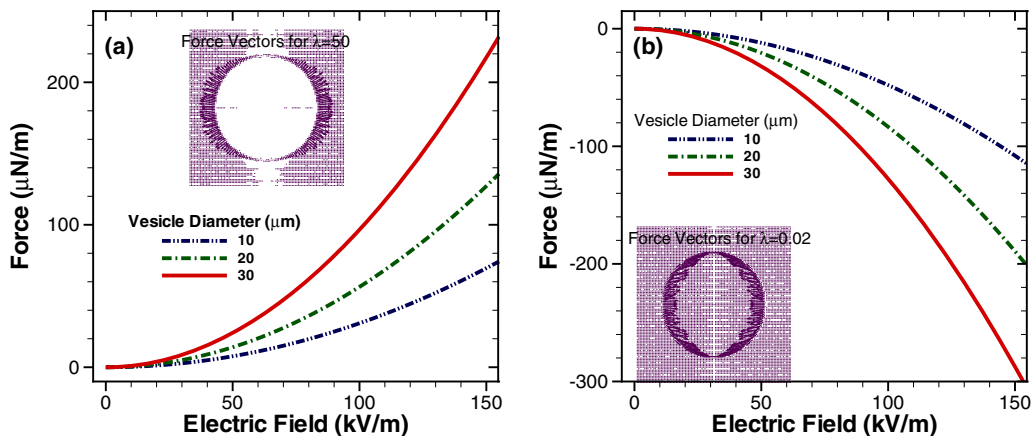 (a)
Force Vectors for λ=50
Force (μN/m)
200
100
0
Vesicle Diameter (μm)
10
20
30
0
50
100
150
Electric Field (kV/m)
(b)
Force (μN/m)
0
-100
-200
-300
Vesicle Diameter (μm)
10
20
30
Force Vectors for λ=0.02
0
50
100
150
Electric Field (kV/m)